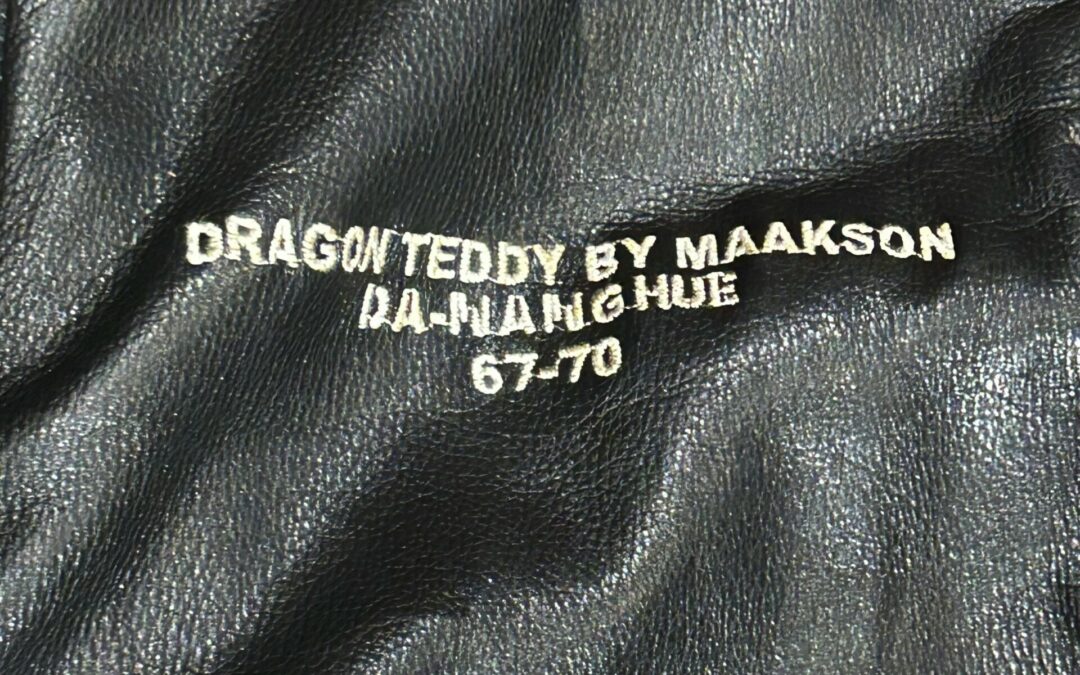 DRAGON TEDDY BY MAAKSON
DA-NANG HUE
67-70